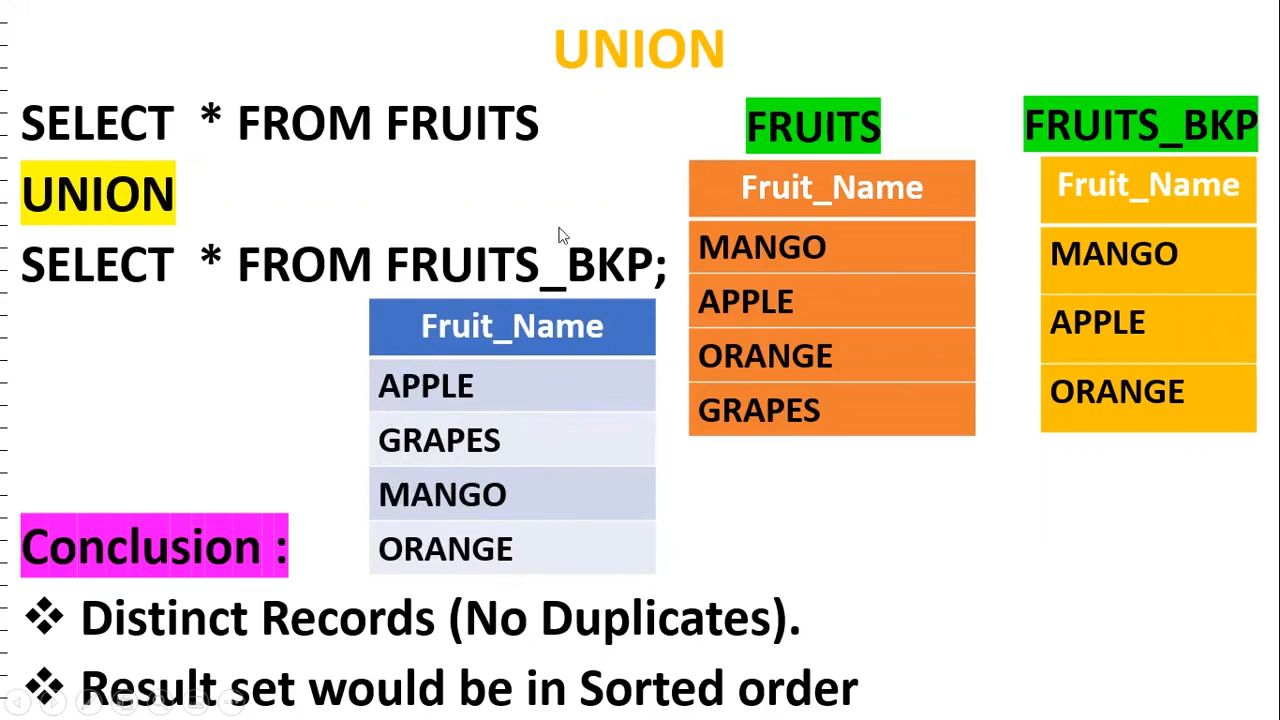 UNION
SELECT * FROM FRUITS
UNION
SELECT * FROM FRUITS_BKP;
FRUITS
Fruit_Name
MANGO
APPLE
ORANGE
GRAPES
FRUITS_BKP
Fruit_Name
MANGO
APPLE
ORANGE
Fruit_Name
APPLE
GRAPES
MANGO
ORANGE
Conclusion :
❖ Distinct Records (No Duplicates).
❖ Result set would be in Sorted order